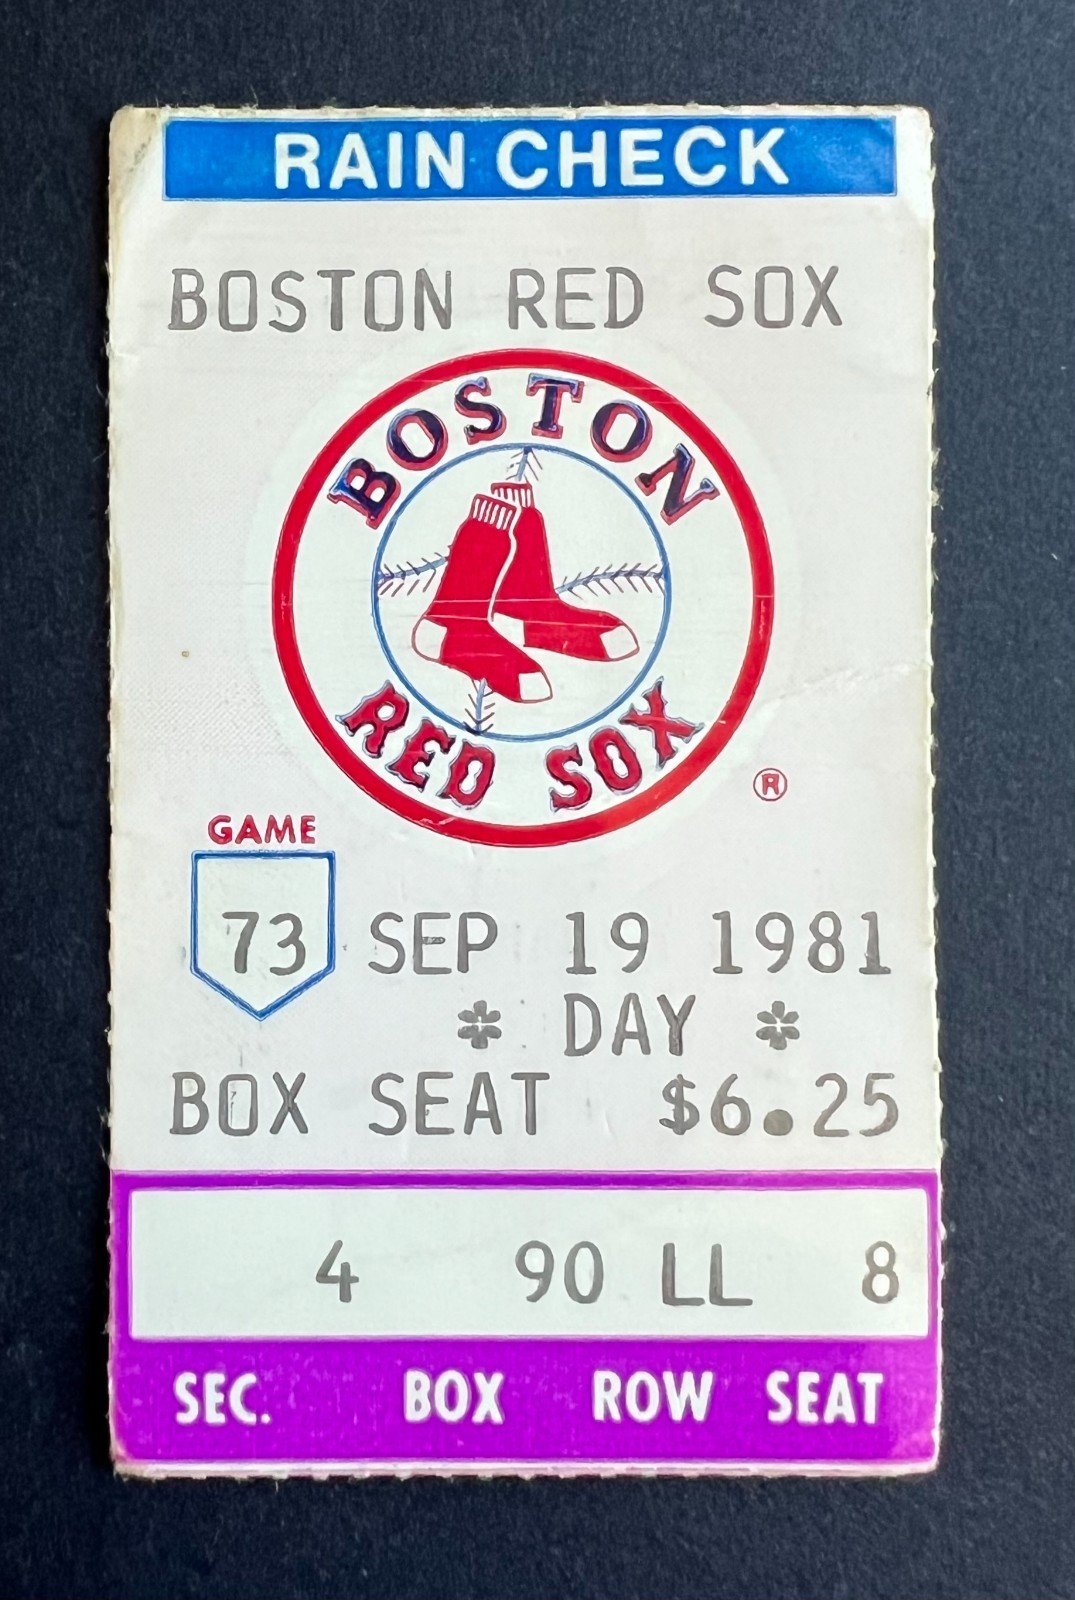 RAIN CHECK
BOSTON RED SOX
BOSTON
RED SOX
®
GAME
73 SEP 19 1981
* DAY *
BOX SEAT $6.25
4 90 LL 8
SEC. BOX ROW SEAT